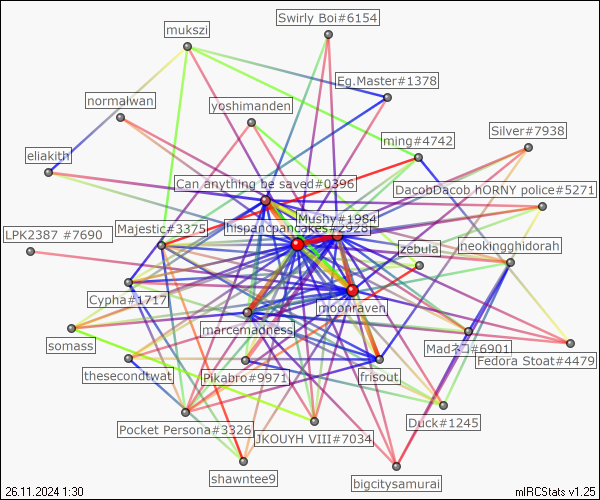 Swirly Boi#6154
mukszi
Eg.Master#1378
normalwan
yoshimanden
Silver#7938
ming#4742
eliakith
Can anything be saved#0396
DacobDacob hORNY police#5271
Mushy#1984
Majestic#3375
hispancpancakes#2928
LPK2387 #7690
zebula
neokingghidorah
Cypha#1717
moonraven
marcemadness
somass
Madネコ#6901
Fedora Stoat#4479
thesecondtwat
Pikabro#9971
frisout
Duck#1245
Pocket Persona#3326
JKOUYH VIII#7034
shawntee9
bigcitysamurai
26.11.2024 1:30
mIRCStats v1.25